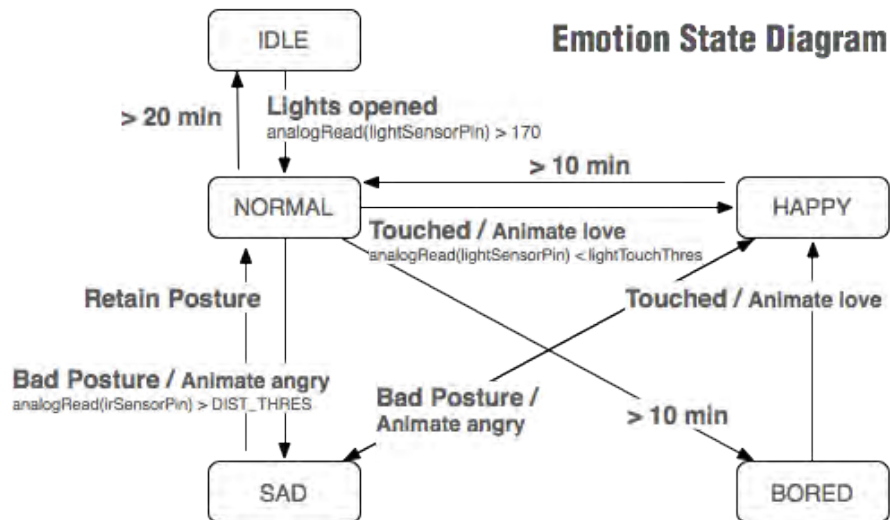 IDLE
Emotion State Diagram
> 20 min
Lights opened
analogRead(lightSensorPin) > 170
> 10 min
NORMAL
HAPPY
Touched / Animate love
analogRead(lightSensorPin) < lightTouchThres
Retain Posture
Touched / Animate love
Bad Posture / Animate angry
analogRead(irSensorPin) > DIST_THRES
Bad Posture /
Animate angry
> 10 min
SAD
BORED